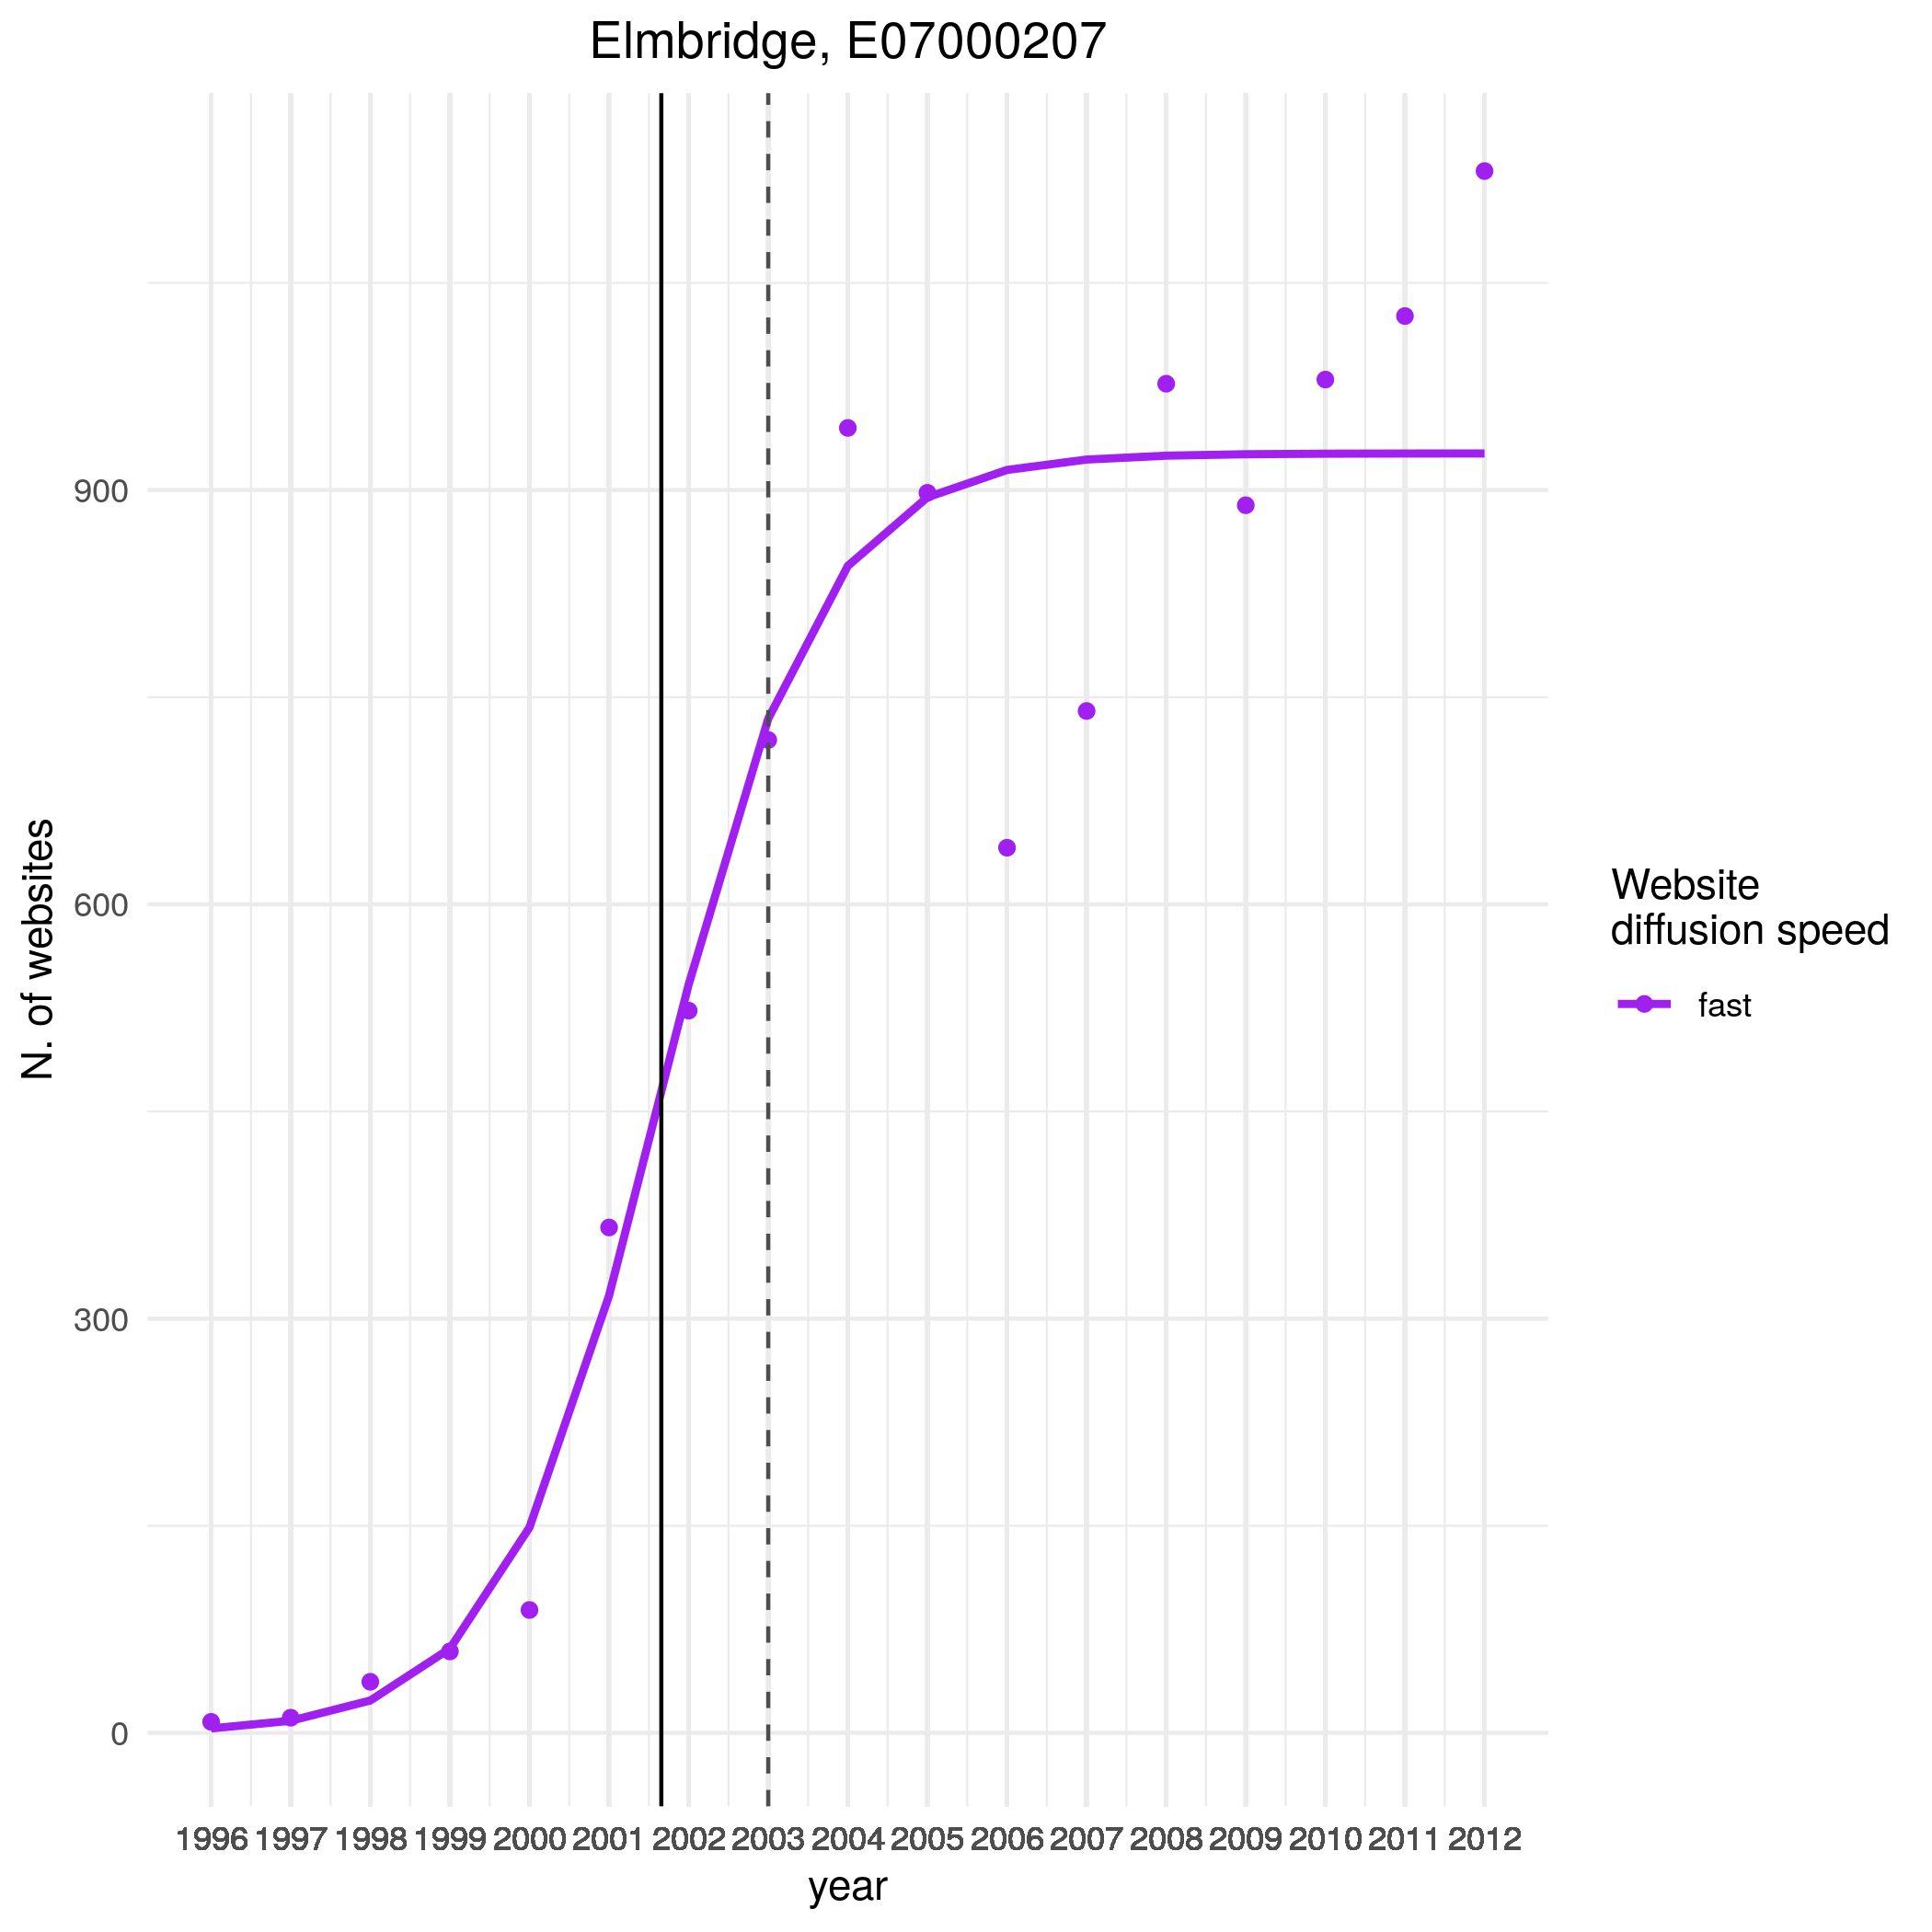 Elmbridge, E07000207
N. of websites
900
600
300
0
1996 1997 1998 1999 2000 2001 2002 2003 2004 2005 2006 2007 2008 2009 2010 2011 2012
year
Website
diffusion speed
fast